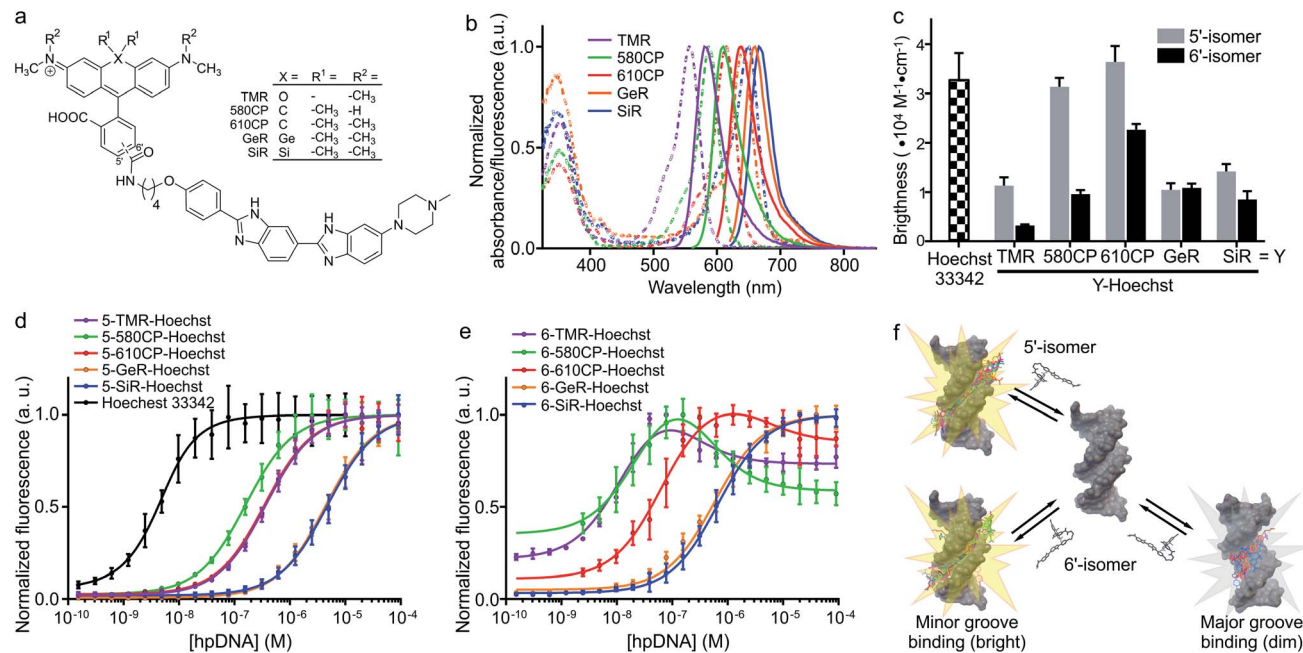 a
R²
R¹ R¹
R²
N
X
N
H₃C
⊕
CH₃
HOOC
5'
6'
O
HN
4
O
H
N
N
H
N
N
N
N
X = R¹ = R² =
TMR O - -CH₃
580CP C -CH₃ -H
610CP C -CH₃ -CH₃
GeR Ge -CH₃ -CH₃
SiR Si -CH₃ -CH₃
b
Normalized
absorbance/fluorescence (a.u.)
1.0
0.5
0.0
TMR
580CP
610CP
GeR
SiR
400 600 700 800
Wavelength (nm)
c
Brigthness ( •10⁴ M⁻¹•cm⁻¹)
4
3
2
1
0
5'-isomer
6'-isomer
Hoechst
33342
TMR 580CP 610CP GeR SiR = Y
Y-Hoechst
d
5-TMR-Hoechst
5-580CP-Hoechst
5-610CP-Hoechst
5-GeR-Hoechst
5-SiR-Hoechst
Hoechest 33342
Normalized fluorescence (a. u.)
1.0
0.5
0.0
10⁻¹⁰ 10⁻⁹ 10⁻⁸ 10⁻⁷ 10⁻⁶ 10⁻⁵ 10⁻⁴
[hpDNA] (M)
e
6-TMR-Hoechst
6-580CP-Hoechst
6-610CP-Hoechst
6-GeR-Hoechst
6-SiR-Hoechst
Normalized fluorescence (a. u.)
1.0
0.5
0.0
10⁻¹⁰ 10⁻⁹ 10⁻⁸ 10⁻⁷ 10⁻⁶ 10⁻⁵ 10⁻⁴
[hpDNA] (M)
f
5'-isomer
6'-isomer
Minor groove
binding (bright)
Major groove
binding (dim)